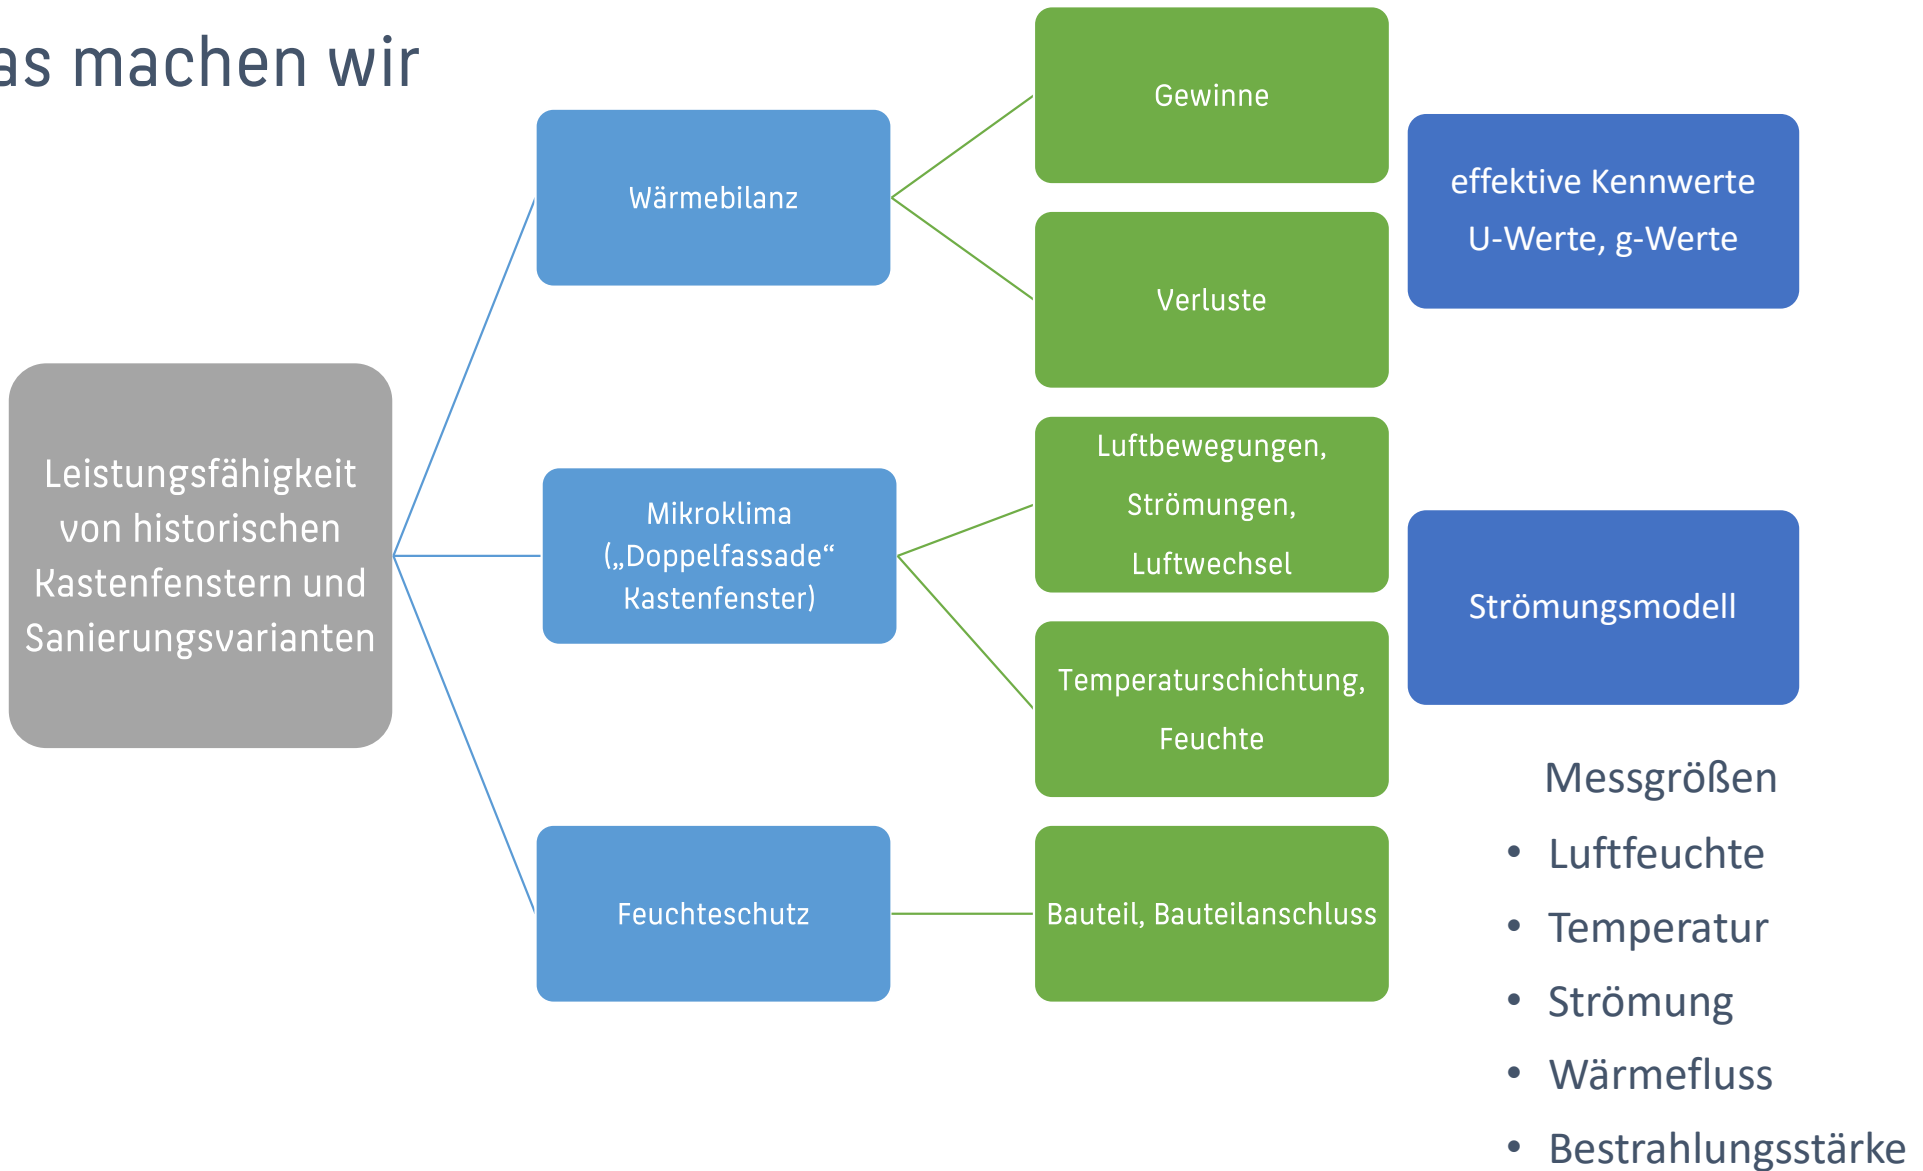 as machen wir
Leistungsfähigkeit
von historischen
Kastenfenstern und
Sanierungsvarianten
Wärmebilanz
Gewinne
Verluste
effektive Kennwerte
U-Werte, g-Werte
Mikroklima
(„Doppelfassade“
Kastenfenster)
Luftbewegungen,
Strömungen,
Luftwechsel
Temperaturschichtung,
Feuchte
Strömungsmodell
Feuchteschutz
Bauteil, Bauteilanschluss
Messgrößen
• Luftfeuchte
• Temperatur
• Strömung
• Wärmefluss
• Bestrahlungsstärke